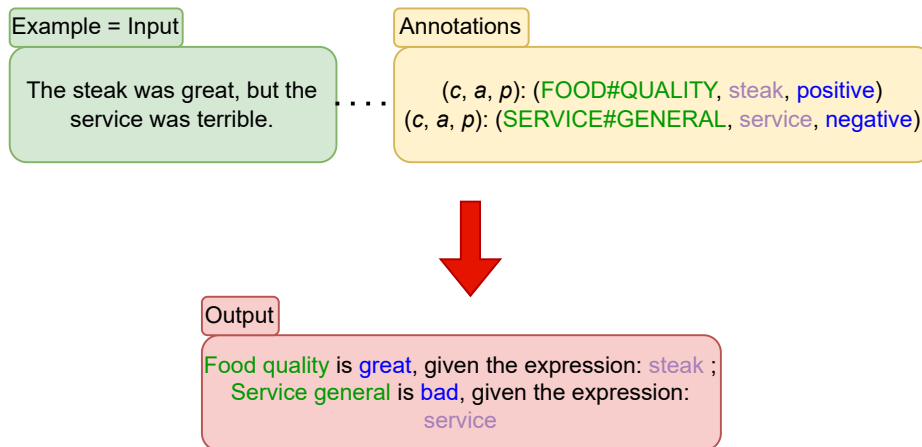 Example = Input
The steak was great, but the
service was terrible.
Annotations
(c, a, p): (FOOD#QUALITY, steak, positive)
(c, a, p): (SERVICE#GENERAL, service, negative)
Output
Food quality is great, given the expression: steak ;
Service general is bad, given the expression:
service